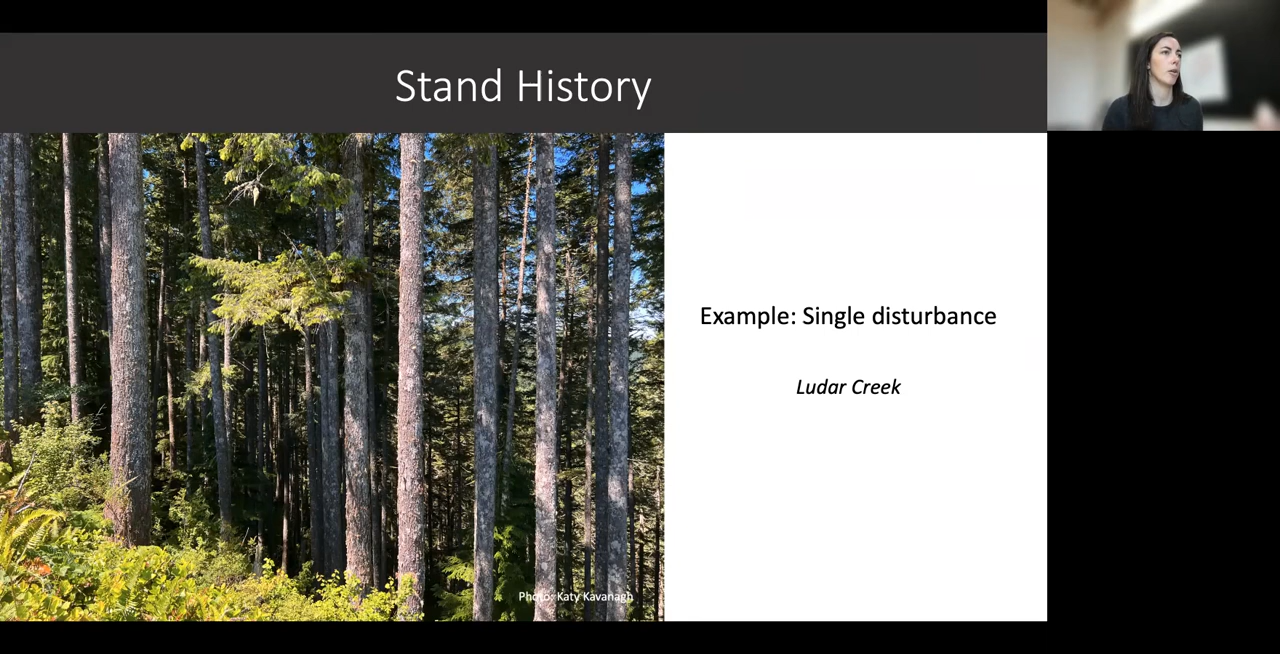 Stand History
Example: Single disturbance
Ludar Creek
Photo: Katy Kavanagh